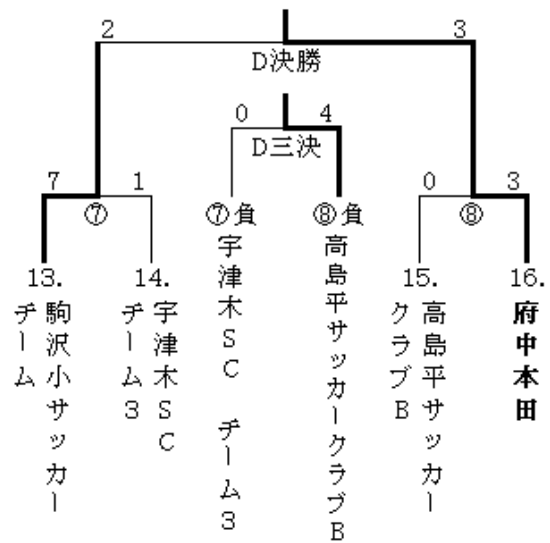 2
3
D決勝
0
4
D三決
7
1
0
3
⑦
⑦負
⑧負
⑧
13.
駒沢小サッカー
チーム
14.
宇津木SC
チーム3
宇津木SC チーム3
高島平サッカークラブB
15.
高島平サッカー
クラブB
16.
府中本田